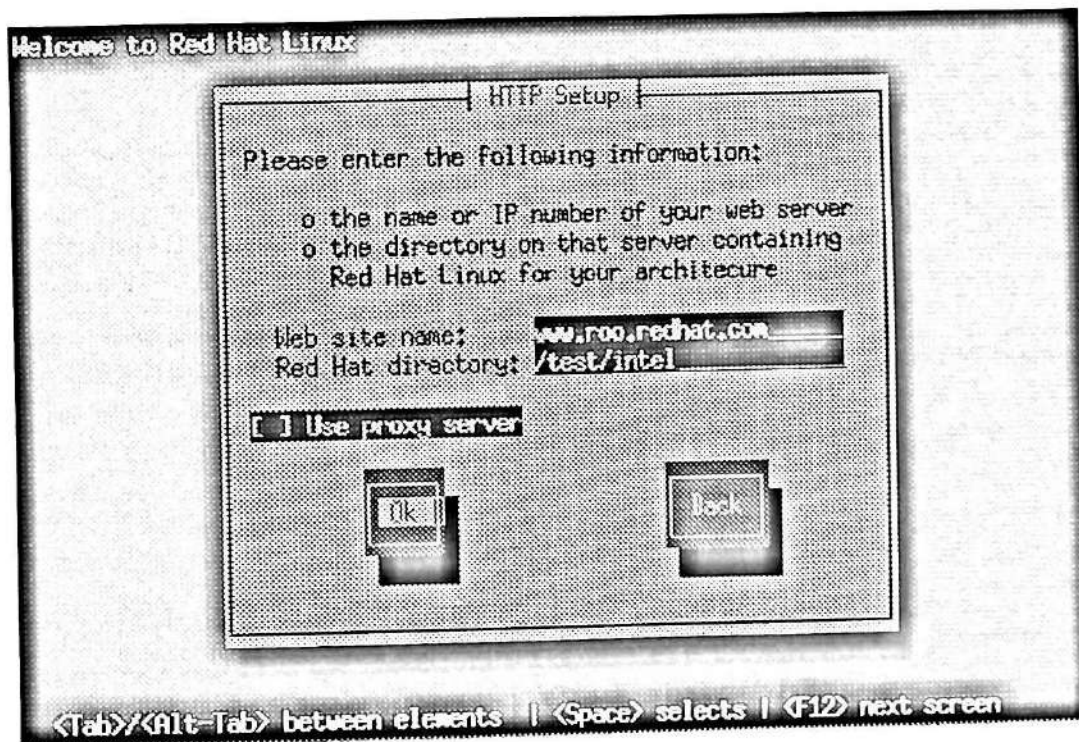 Welcome to Red Hat Linux
HTTP Setup
Please enter the following information:
o the name or IP number of your web server
o the directory on that server containing
Red Hat Linux for your architecure
Web site name: www.roo.redhat.com
Red Hat directory: /test/intel
[ ] Use proxy server
Ok Back
<Tab>/<Alt-Tab> between elements | <Space> selects | <F12> next screen